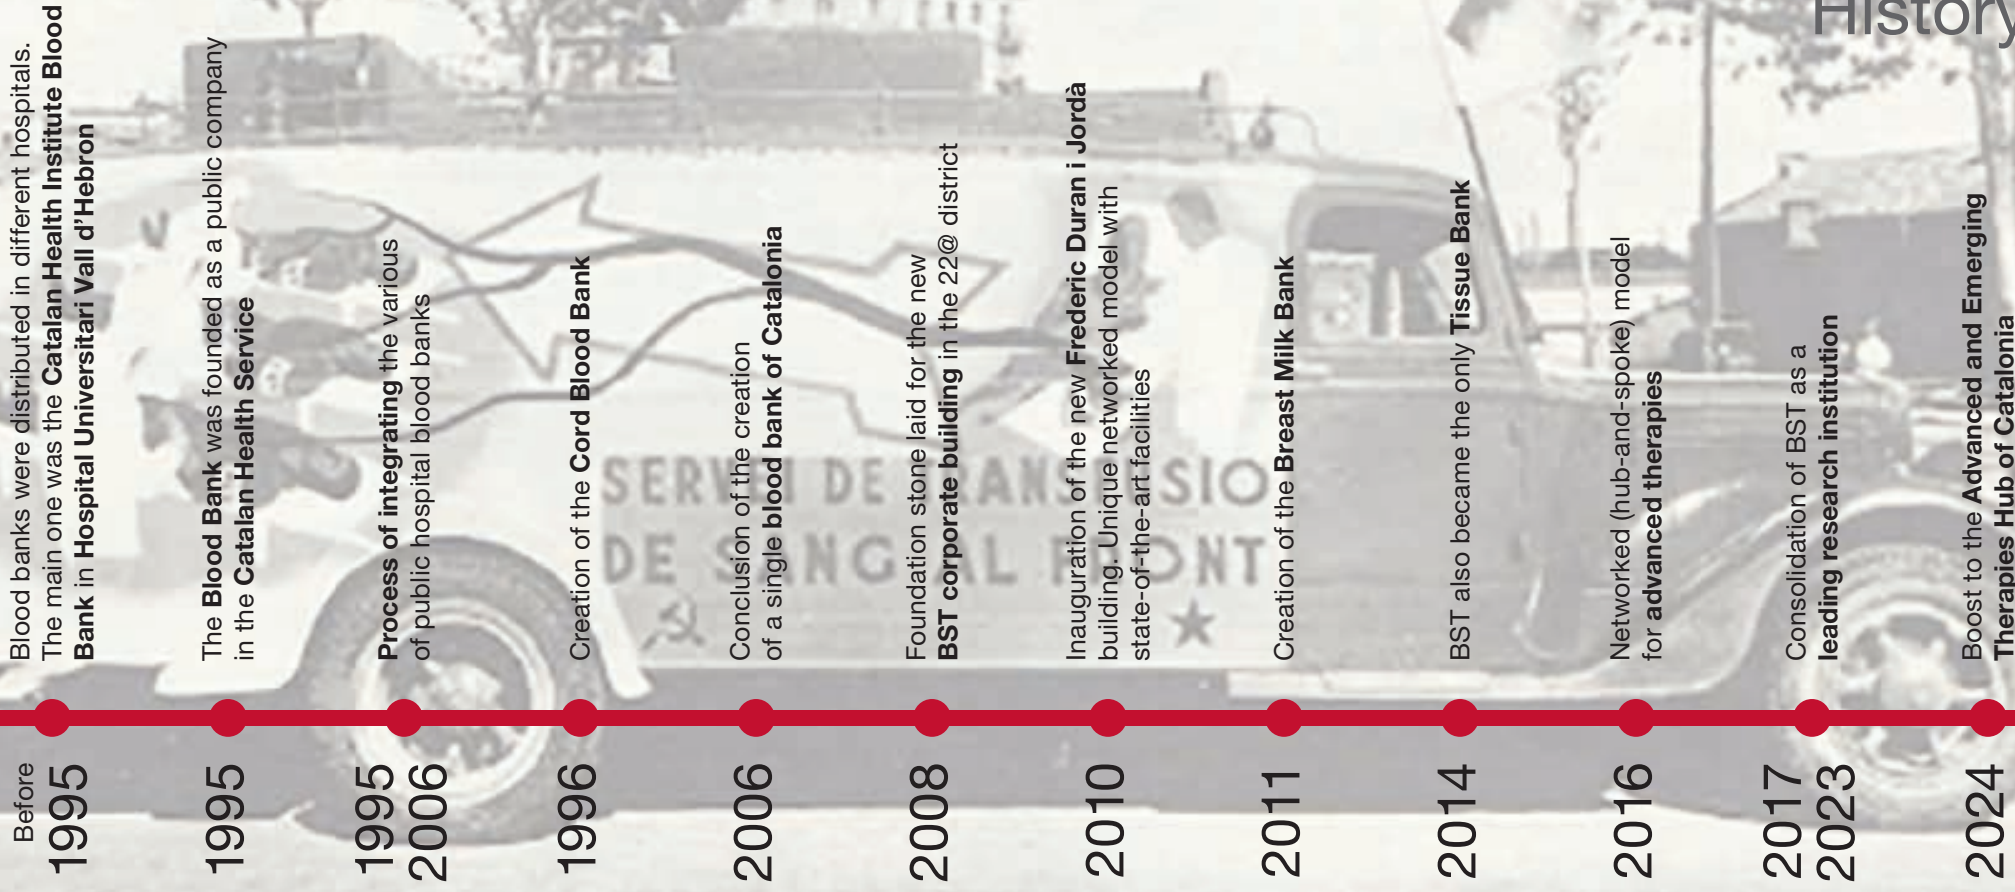 History
Before
1995
Blood banks were distributed in different hospitals.
The main one was the Catalan Health Institute Blood
Bank in Hospital Universitari Vall d'Hebron
1995
The Blood Bank was founded as a public company
in the Catalan Health Service
1995
2006
Process of integrating the various
of public hospital blood banks
1996
Creation of the Cord Blood Bank
2006
Conclusion of the creation
of a single blood bank of Catalonia
2008
Foundation stone laid for the new
BST corporate building in the 22@ district
2010
Inauguration of the new Frederic Duran i Jordà
building. Unique networked model with
state-of-the-art facilities
2011
Creation of the Breast Milk Bank
2014
BST also became the only Tissue Bank
2016
Networked (hub-and-spoke) model
for advanced therapies
2017
2023
Consolidation of BST as a
leading research institution
2024
Boost to the Advanced and Emerging
Therapies Hub of Catalonia
DE SANG AL FRONT